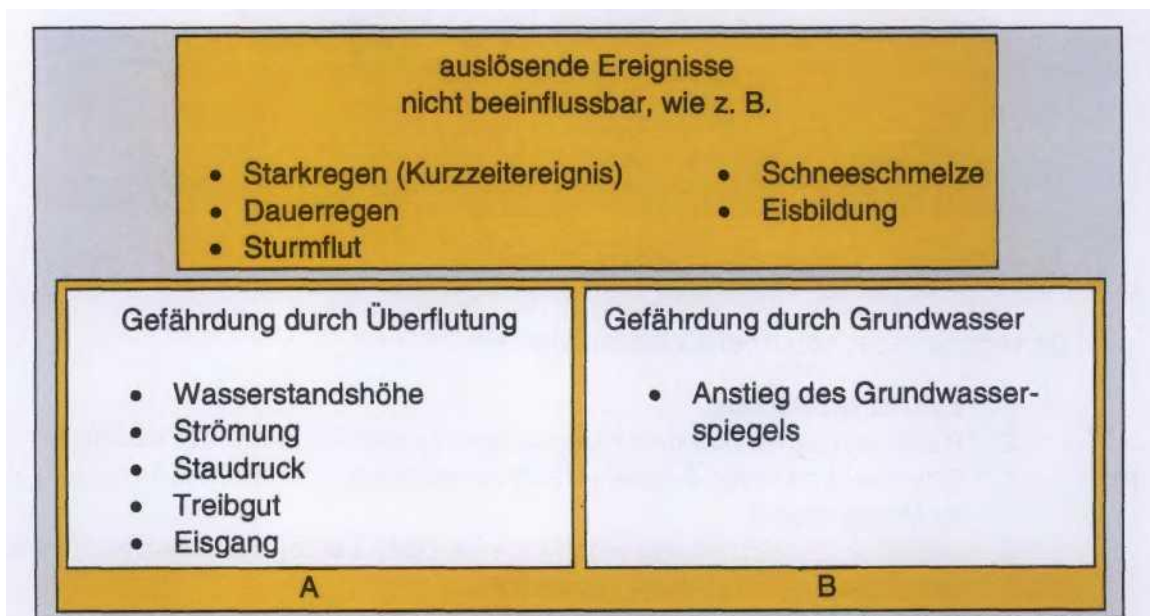 auslösende Ereignisse
nicht beeinflussbar, wie z. B.
• Starkregen (Kurzzeitereignis)
• Dauerregen
• Sturmflut
• Schneeschmelze
• Eisbildung
Gefährdung durch Überflutung
• Wasserstandshöhe
• Strömung
• Staudruck
• Treibgut
• Eisgang
A
Gefährdung durch Grundwasser
• Anstieg des Grundwasser-
spiegels
B